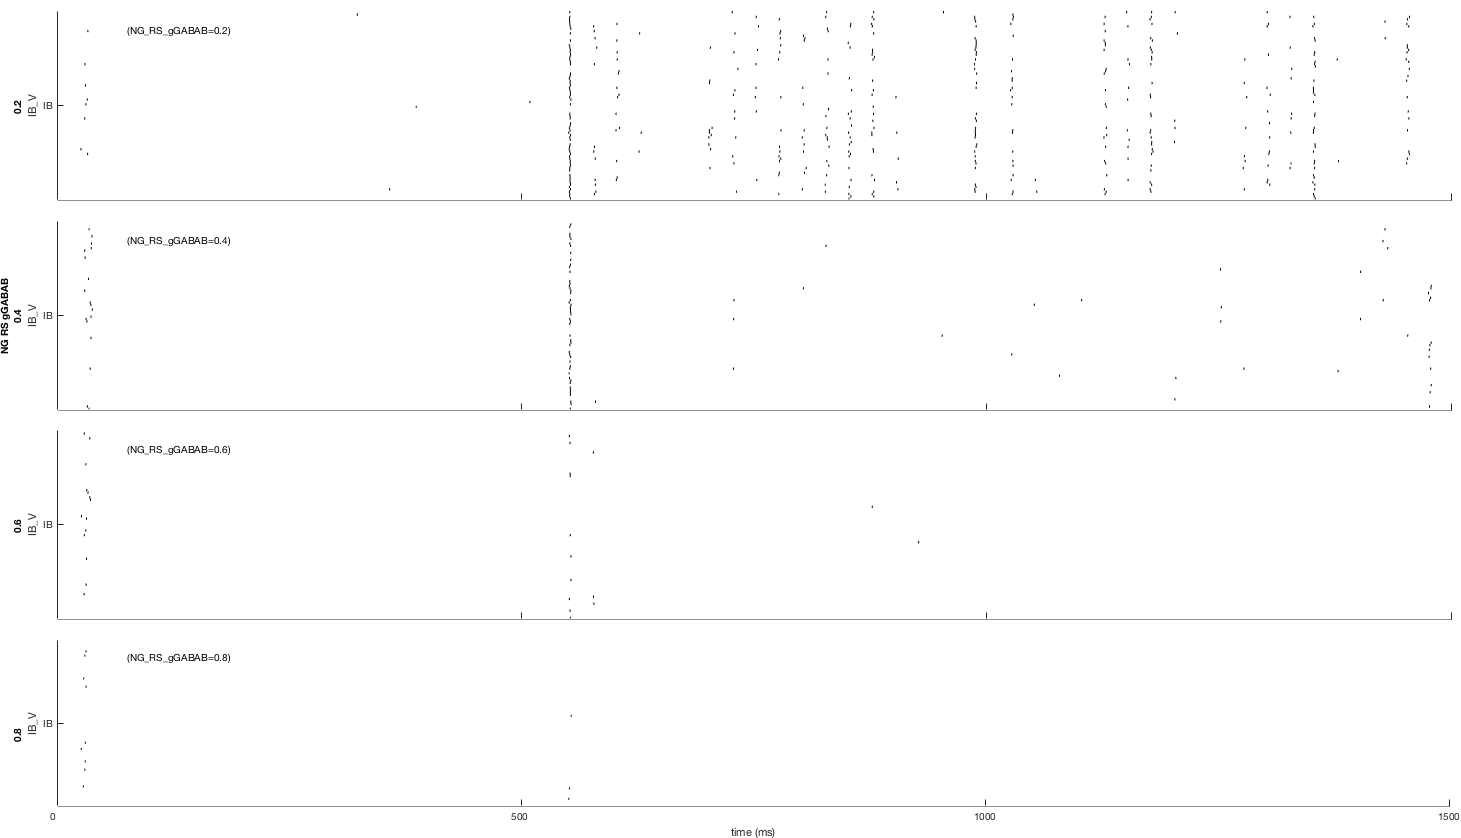 (NG_RS_gGABAB=0.2)
0.2
IB_V
IB
(NG_RS_gGABAB=0.4)
NG RS gGABAB
0.4
IB_V
IB
(NG_RS_gGABAB=0.6)
0.6
IB_V
IB
(NG_RS_gGABAB=0.8)
0.8
IB_V
IB
0 500 1000 1500
time (ms)